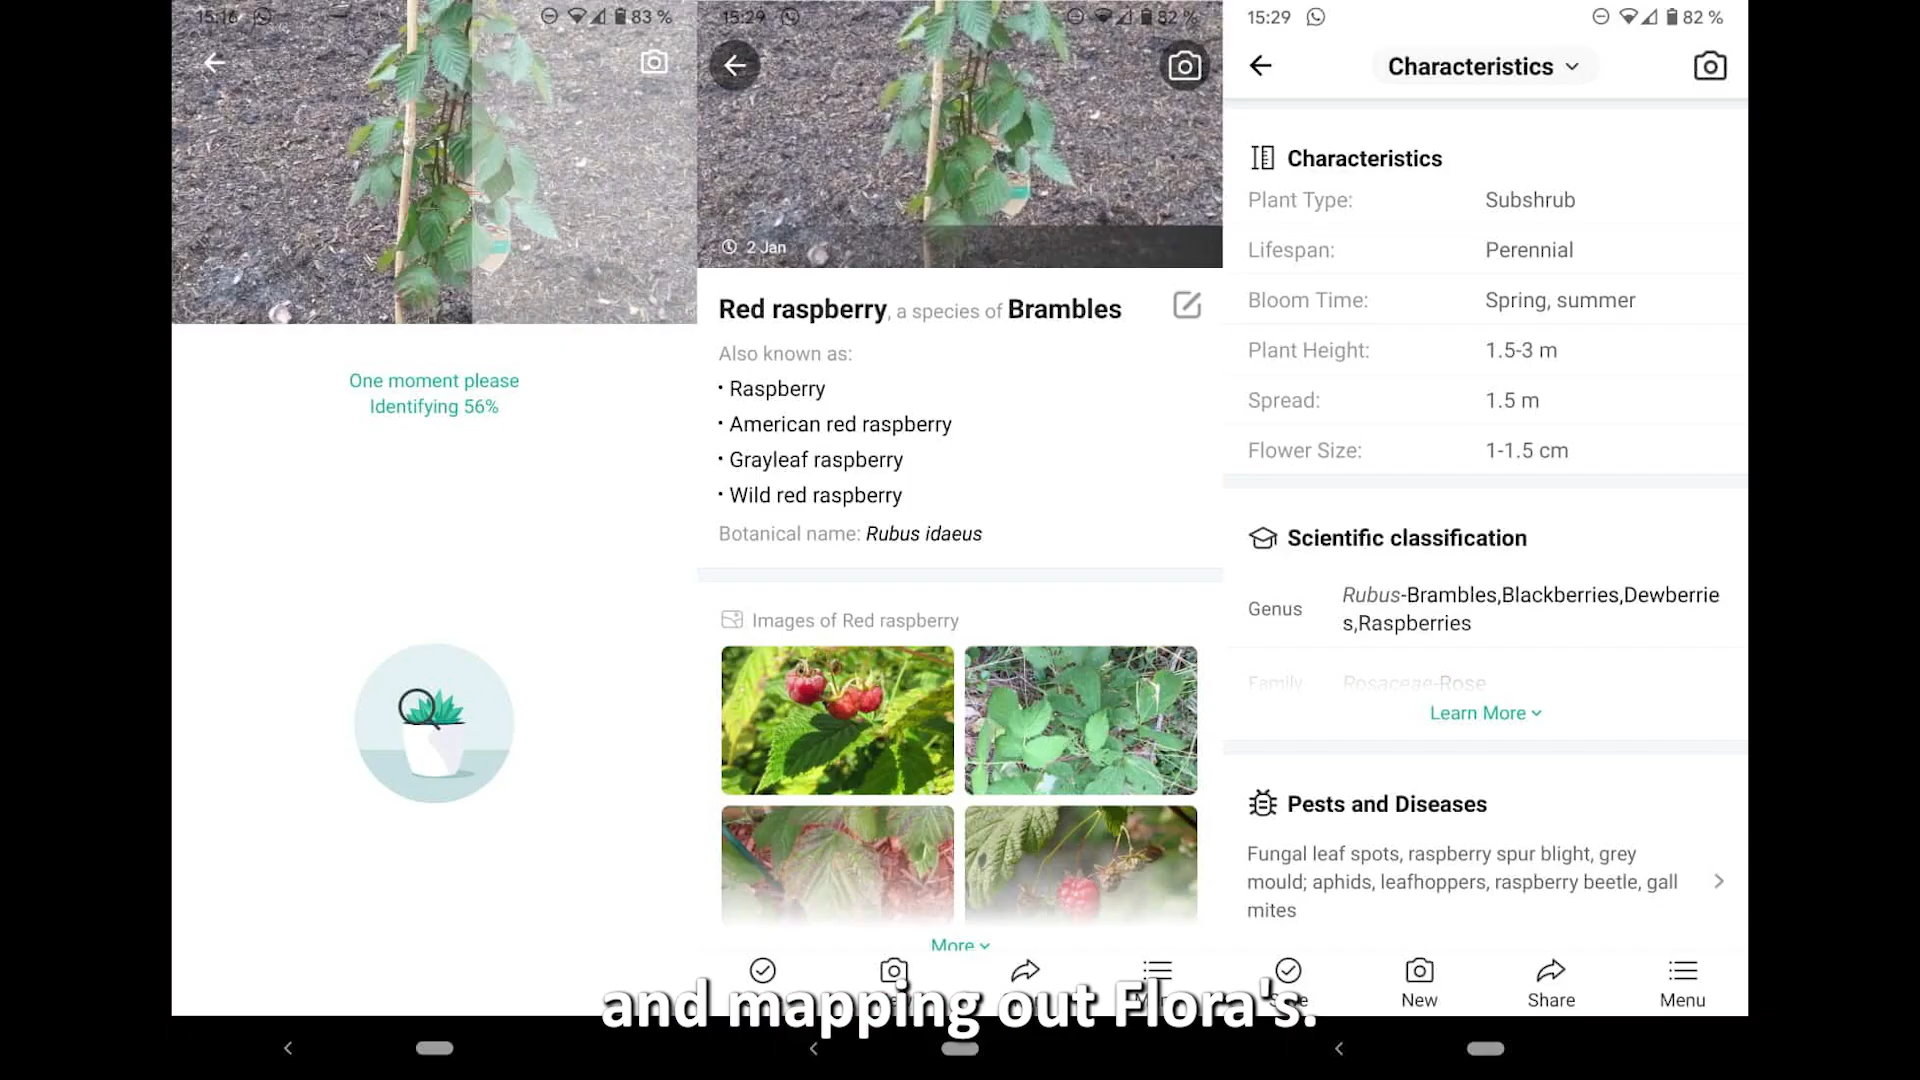 15:16
83 %
One moment please
Identifying 56%
15:29
82 %
2 Jan
Red raspberry, a species of Brambles
Also known as:
· Raspberry
· American red raspberry
· Grayleaf raspberry
· Wild red raspberry
Botanical name: Rubus idaeus
Images of Red raspberry
More
15:29
82 %
Characteristics
Characteristics
Plant Type: Subshrub
Lifespan: Perennial
Bloom Time: Spring, summer
Plant Height: 1.5-3 m
Spread: 1.5 m
Flower Size: 1-1.5 cm
Scientific classification
Genus Rubus-Brambles,Blackberries,Dewberrie
s,Raspberries
Family Rosaceae-Rose
Learn More
Pests and Diseases
Fungal leaf spots, raspberry spur blight, grey
mould; aphids, leafhoppers, raspberry beetle, gall
mites
New
Share
Menu
and mapping out Flora's.